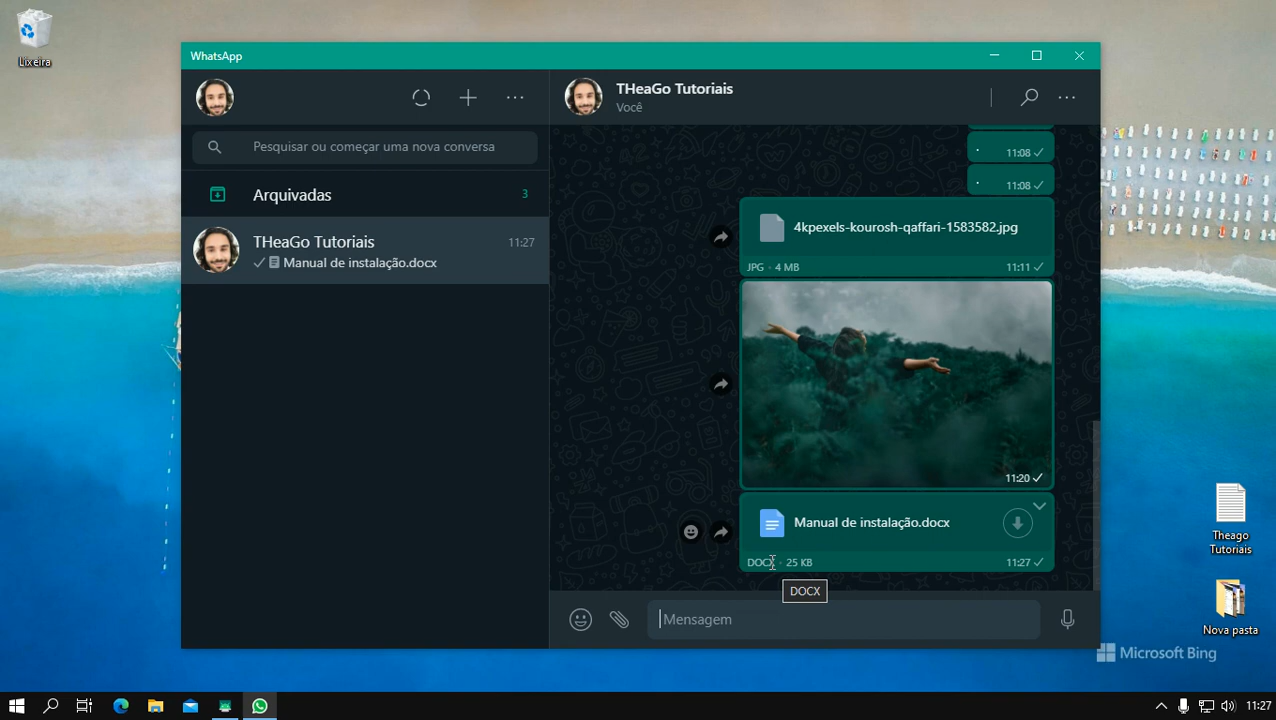 Lixeira
WhatsApp
THeaGo Tutoriais
Você
Pesquisar ou começar uma nova conversa
Arquivadas
3
THeaGo Tutoriais
11:27
Manual de instalação.docx
. 11:08
. 11:08
4kpexels-kourosh-qaffari-1583582.jpg
JPG · 4 MB 11:11
11:20
Manual de instalação.docx
DOCX · 25 KB 11:27
DOCX
Mensagem
Theago
Tutoriais
Nova pasta
Microsoft Bing
11:27